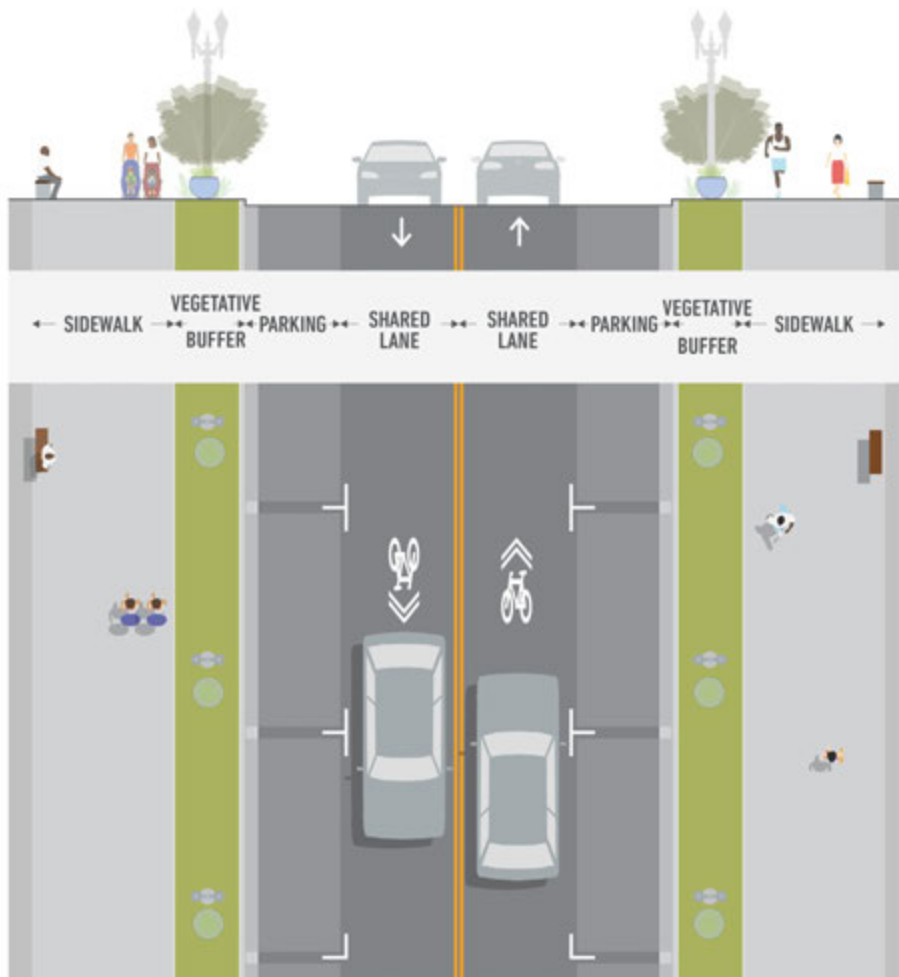 SIDEWALK
VEGETATIVE
BUFFER
PARKING
SHARED
LANE
SHARED
LANE
PARKING
VEGETATIVE
BUFFER
SIDEWALK